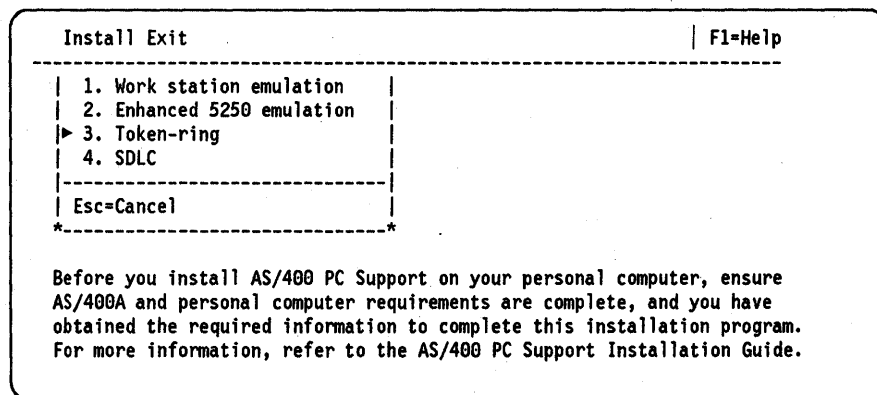 Install Exit | F1=Help
--------------------------------------------------------------------------
| 1. Work station emulation |
| 2. Enhanced 5250 emulation |
|► 3. Token-ring |
| 4. SDLC |
|--------------------------------|
| Esc=Cancel |
*--------------------------------*
Before you install AS/400 PC Support on your personal computer, ensure
AS/400A and personal computer requirements are complete, and you have
obtained the required information to complete this installation program.
For more information, refer to the AS/400 PC Support Installation Guide.